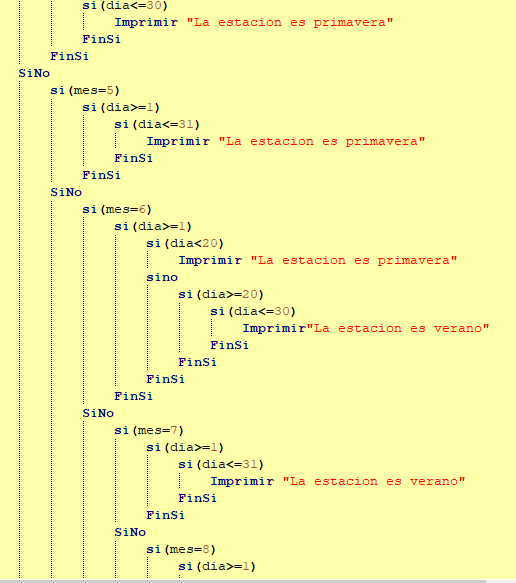 si(dia<=30)
Imprimir "La estacion es primavera"
FinSi
FinSi
SiNo
si(mes=5)
si(dia>=1)
si(dia<=31)
Imprimir "La estacion es primavera"
FinSi
FinSi
SiNo
si(mes=6)
si(dia>=1)
si(dia<20)
Imprimir "La estacion es primavera"
sino
si(dia>=20)
si(dia<=30)
Imprimir"La estacion es verano"
FinSi
FinSi
FinSi
FinSi
SiNo
si(mes=7)
si(dia>=1)
si(dia<=31)
Imprimir "La estacion es verano"
FinSi
FinSi
SiNo
si(mes=8)
si(dia>=1)